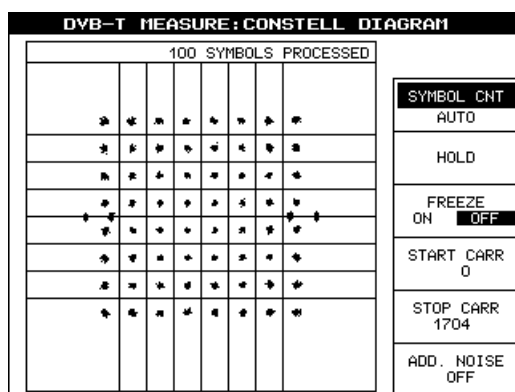 DVB-T MEASURE:CONSTELL DIAGRAM
100 SYMBOLS PROCESSED
SYMBOL CNT
AUTO
HOLD
FREEZE
ON OFF
START CARR
0
STOP CARR
1704
ADD. NOISE
OFF